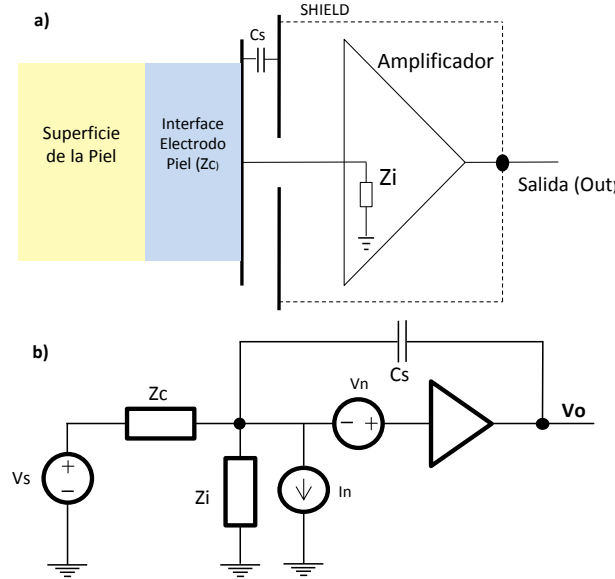 a)
SHIELD
Cs
Amplificador
Superficie
de la Piel
Interface
Electrodo
Piel (Zc)
Zi
Salida (Out)
b)
Cs
Zc
Vn
Vo
+
−
Vs
Zi
In
− +